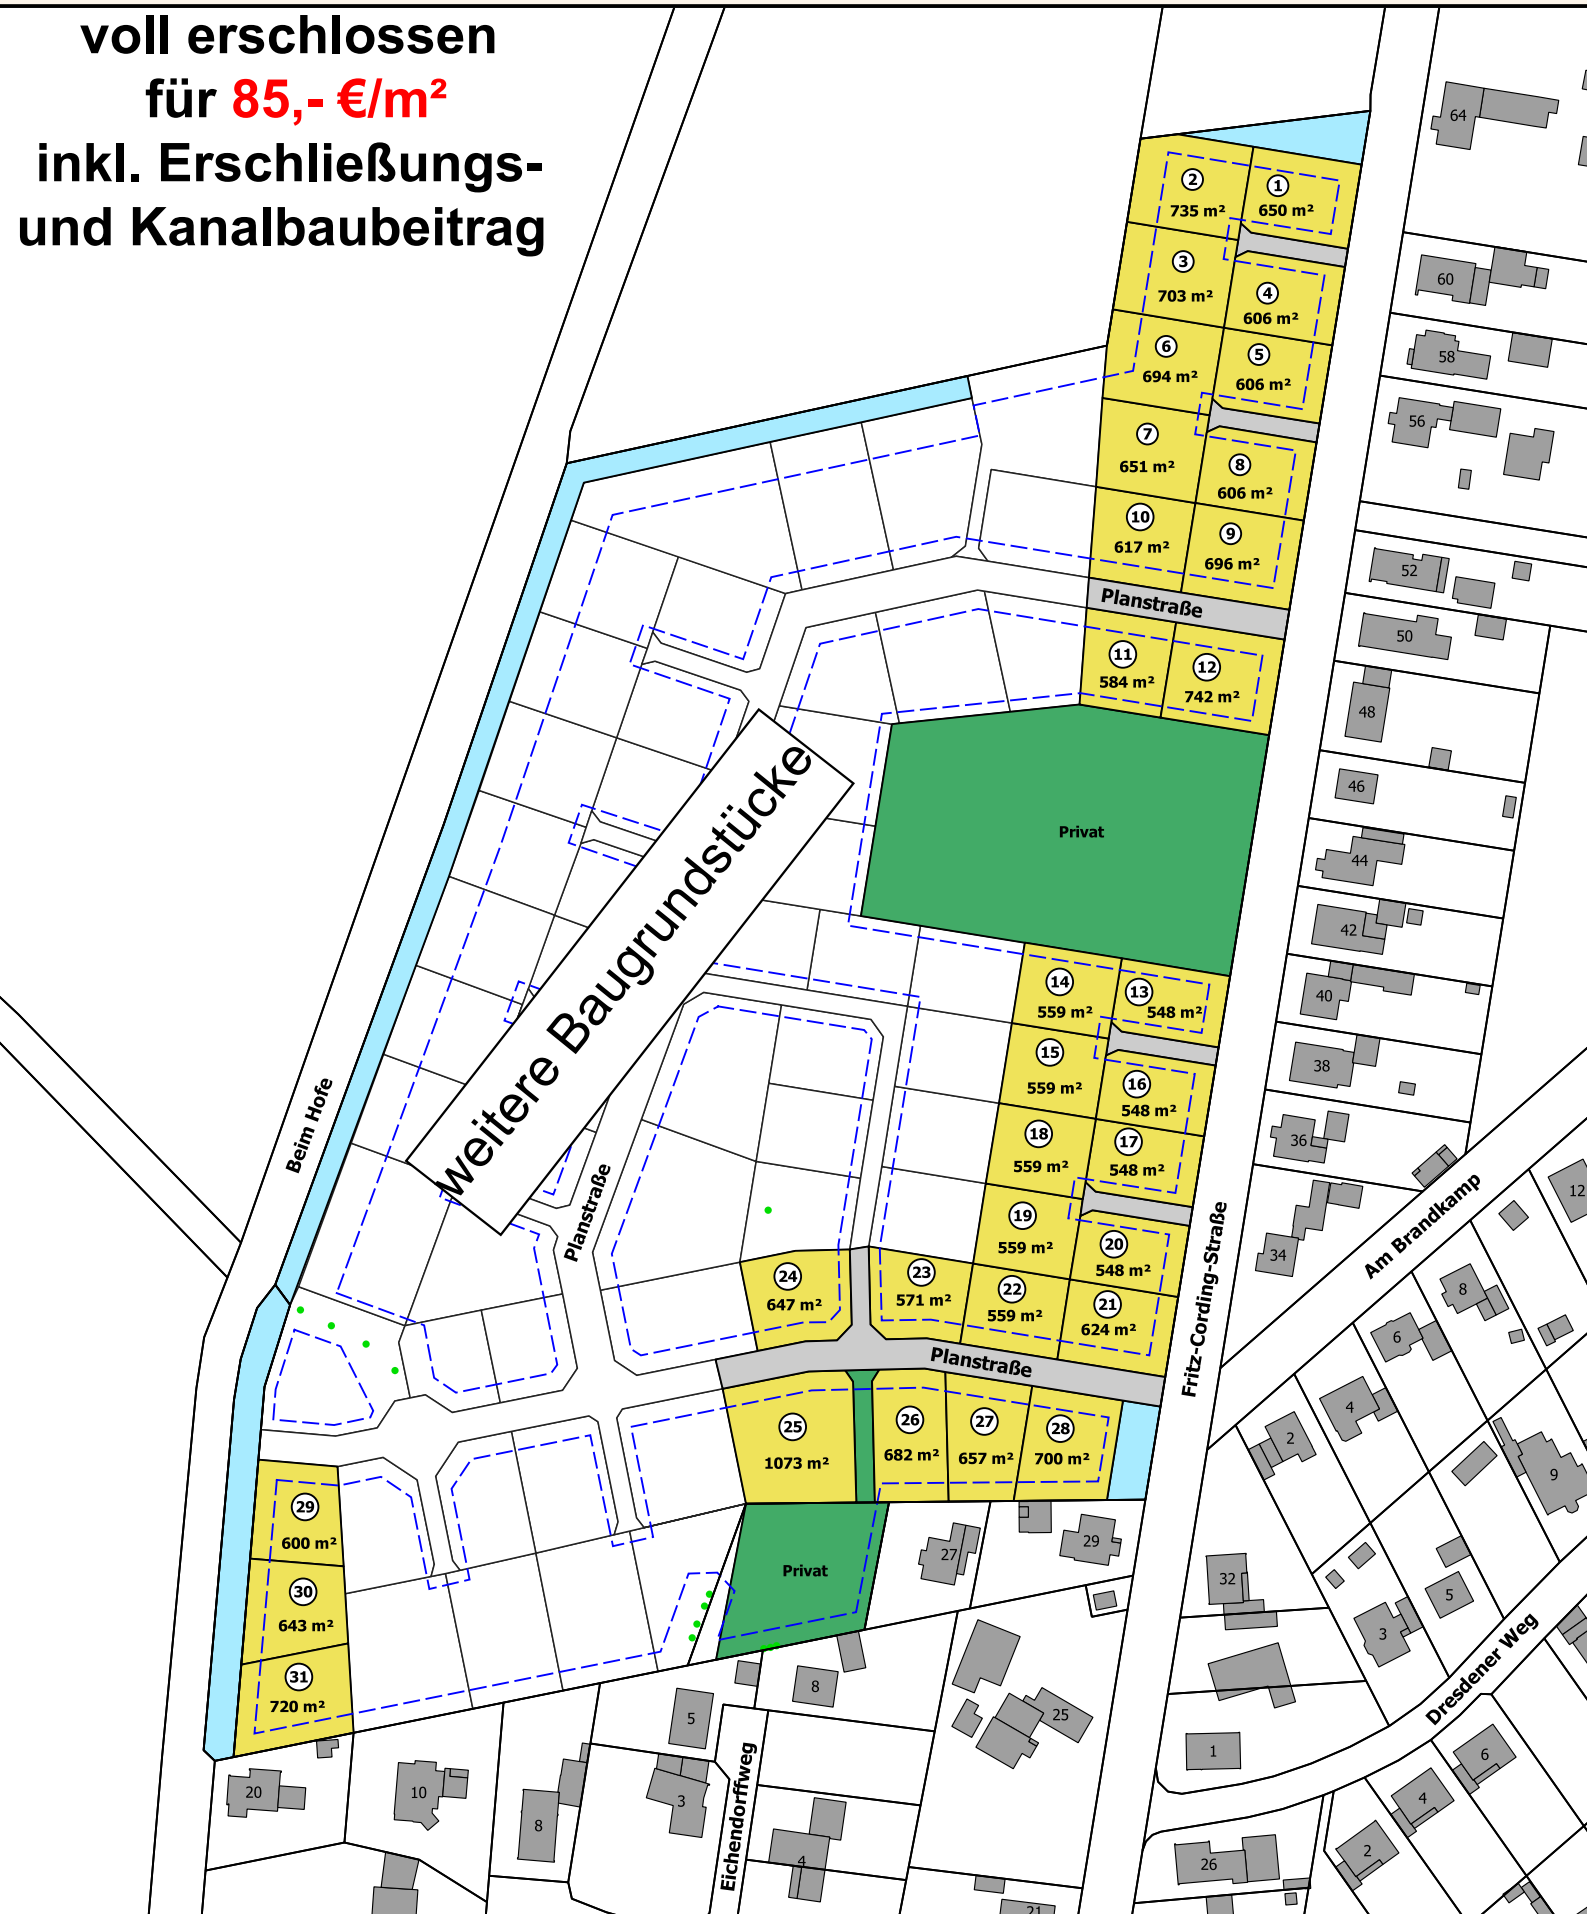 voll erschlossen
für 85,- €/m²
inkl. Erschließungs-
und Kanalbaubeitrag
64
2
735 m²
1
650 m²
3
703 m²
4
606 m²
60
6
694 m²
5
606 m²
58
56
7
651 m²
8
606 m²
10
617 m²
9
696 m²
52
Planstraße
50
11
584 m²
12
742 m²
48
46
weitere Baugrundstücke
Privat
44
42
14
559 m²
13
548 m²
40
15
559 m²
16
548 m²
38
18
559 m²
17
548 m²
36
Beim Hofe
Planstraße
19
559 m²
20
548 m²
34
Am Brandkamp
12
24
647 m²
23
571 m²
22
559 m²
21
624 m²
Fritz-Cording-Straße
8
6
Planstraße
4
2
25
1073 m²
26
682 m²
27
657 m²
28
700 m²
9
29
600 m²
30
643 m²
31
720 m²
Privat
27
29
32
5
3
Dresdener Weg
8
5
25
1
6
20
10
8
3
Eichendorffweg
4
4
2
26
21